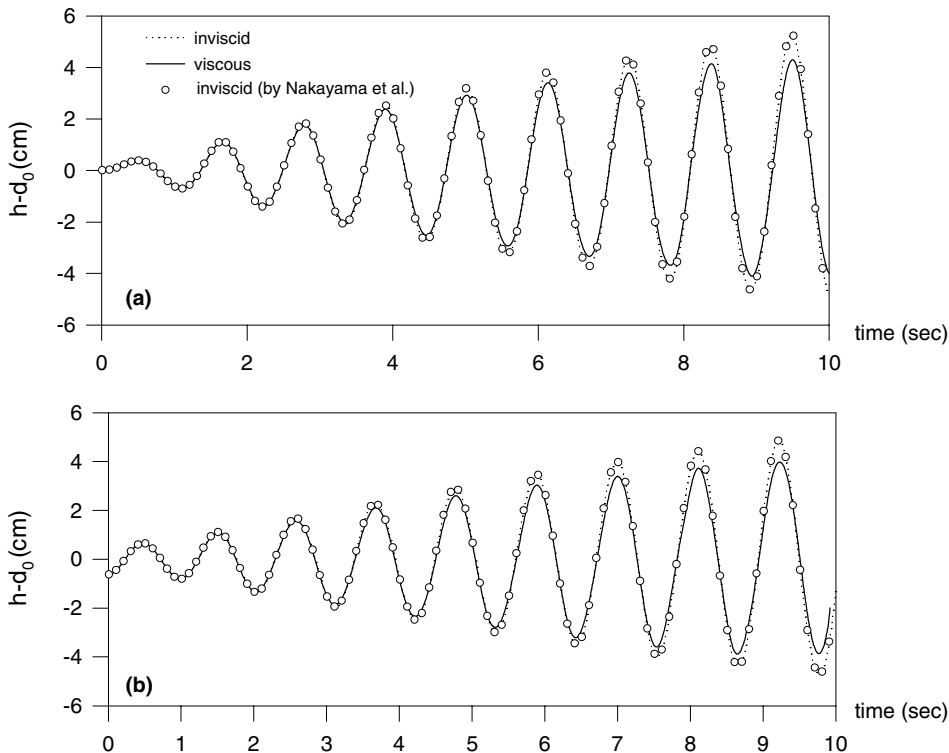 6
4
2
0
-2
-4
-6
h-d0 (cm)
inviscid
viscous
inviscid (by Nakayama et al.)
(a)
0 2 4 6 8 10
time (sec)
6
4
2
0
-2
-4
-6
h-d0 (cm)
(b)
0 1 2 3 4 5 6 7 8 9 10
time (sec)